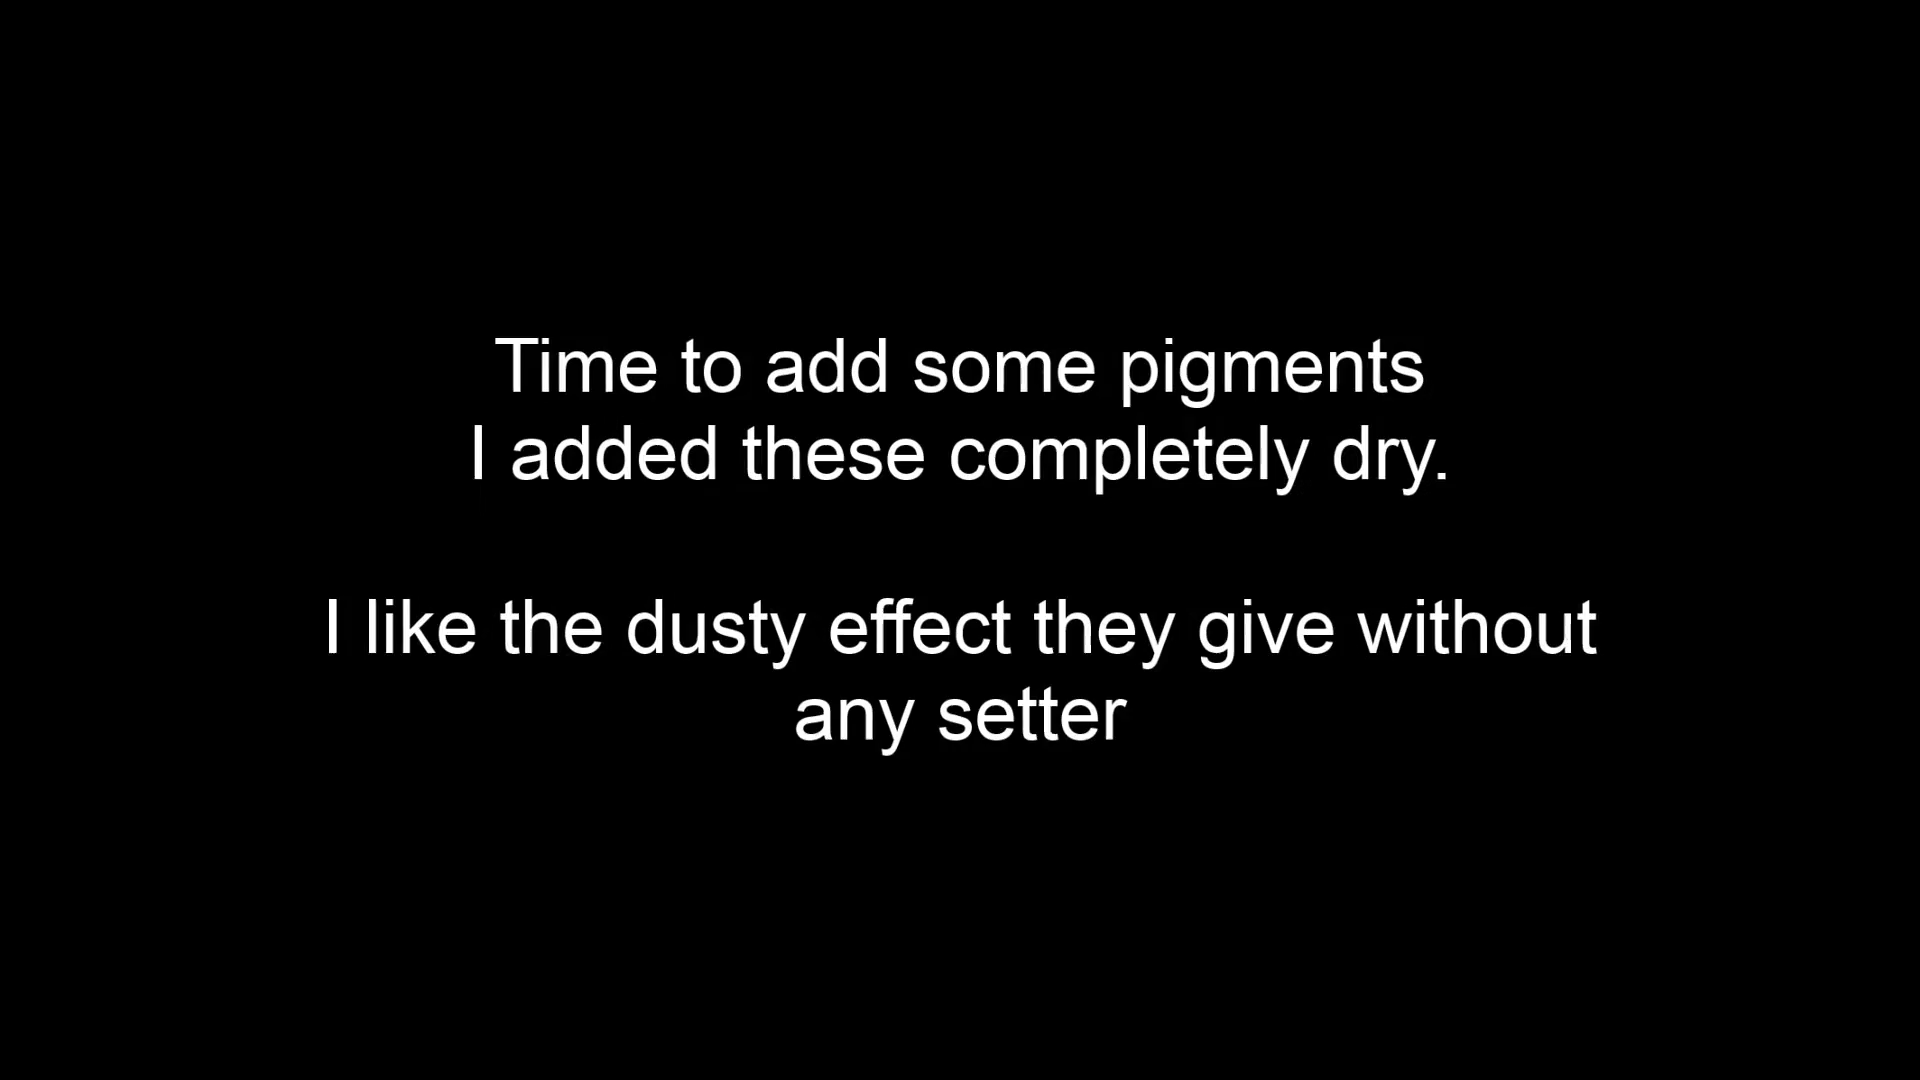 Time to add some pigments
I added these completely dry.
I like the dusty effect they give without
any setter